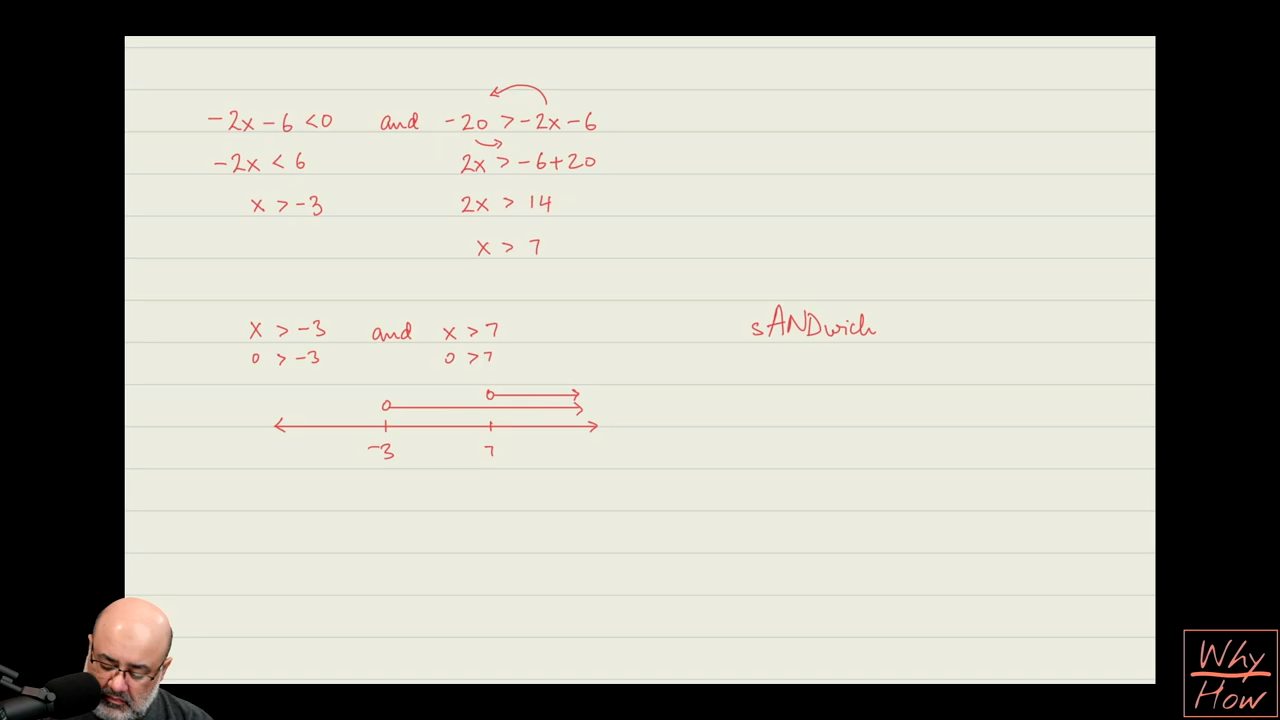 -2x - 6 < 0 and -20 > -2x - 6
-2x < 6 2x > -6 + 20
x > -3 2x > 14
x > 7
x > -3 and x > 7 sANDwich
0 > -3 0 > 7
-3 7
Why
How